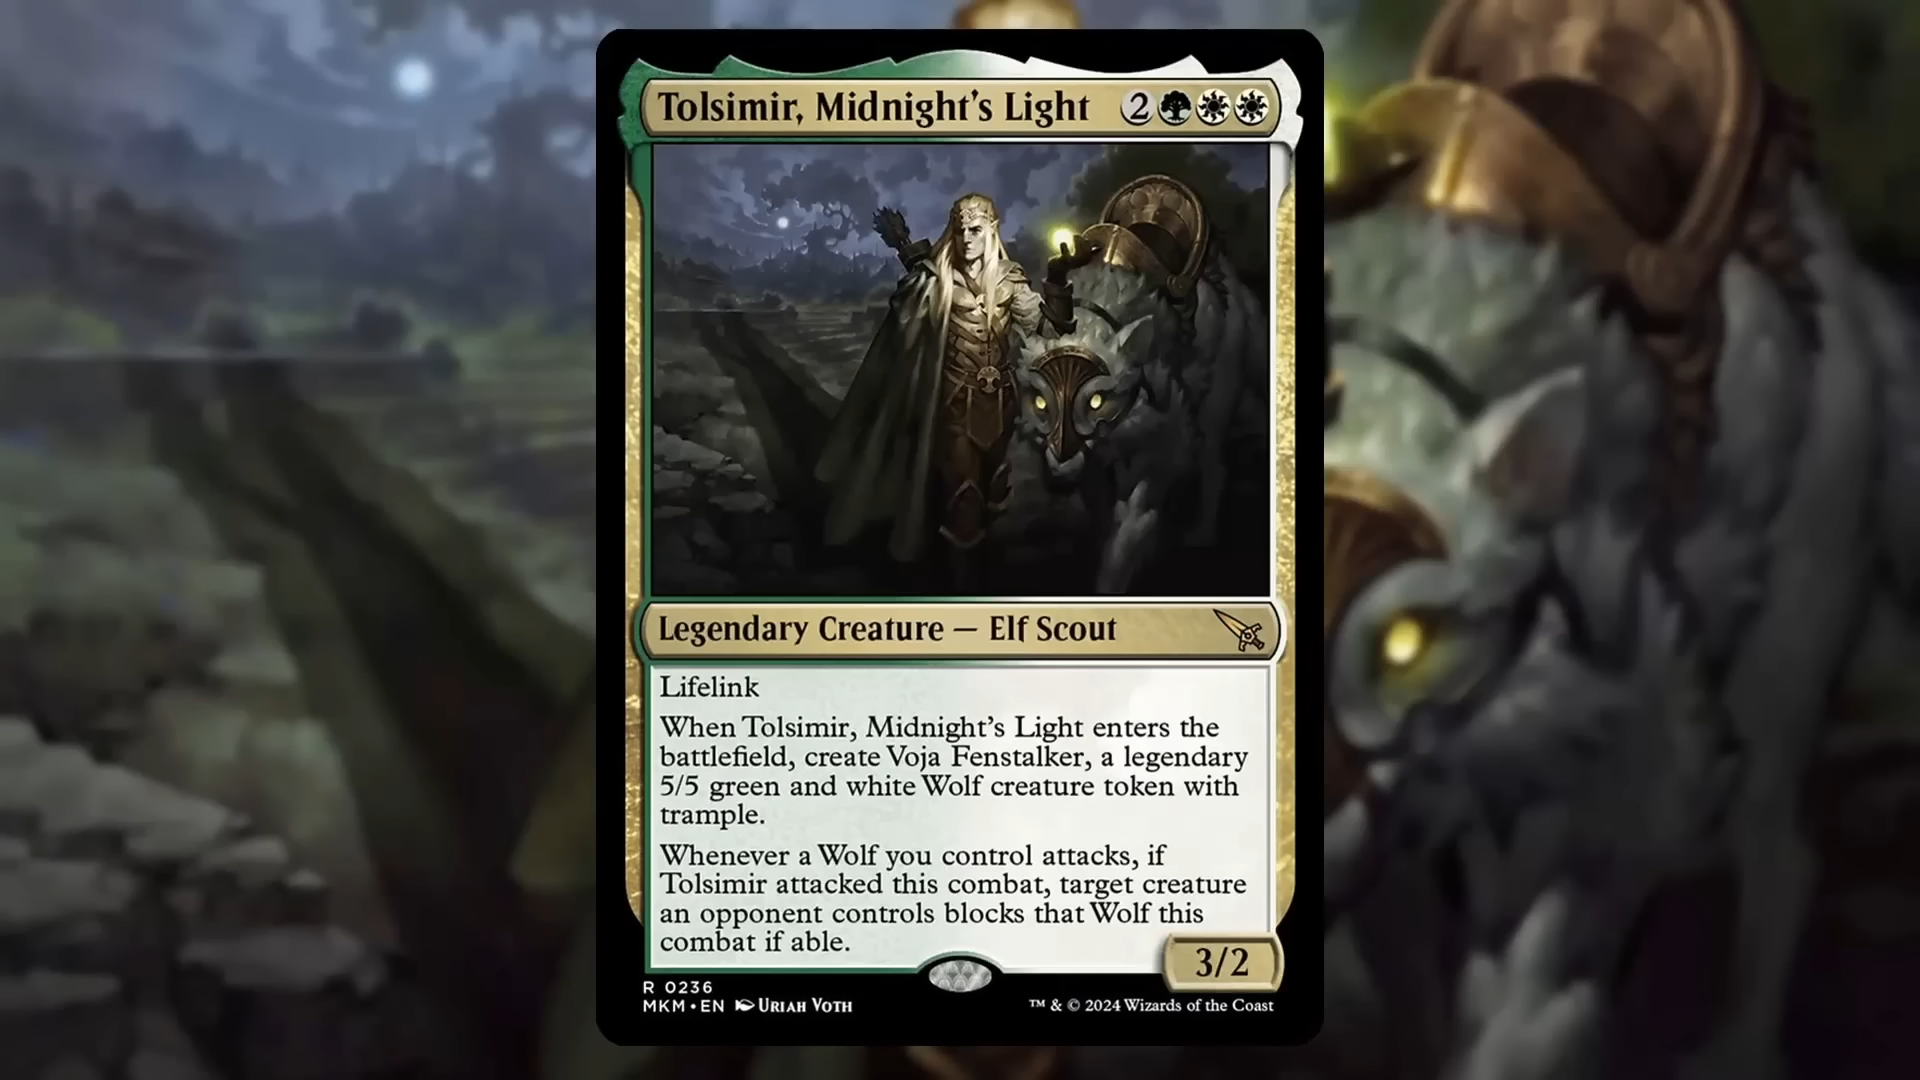 Tolsimir, Midnight's Light 2
Legendary Creature — Elf Scout
Lifelink
When Tolsimir, Midnight's Light enters the
battlefield, create Voja Fenstalker, a legendary
5/5 green and white Wolf creature token with
trample.
Whenever a Wolf you control attacks, if
Tolsimir attacked this combat, target creature
an opponent controls blocks that Wolf this
combat if able.
3/2
R 0236
MKM • EN Uriah Voth
™ & © 2024 Wizards of the Coast